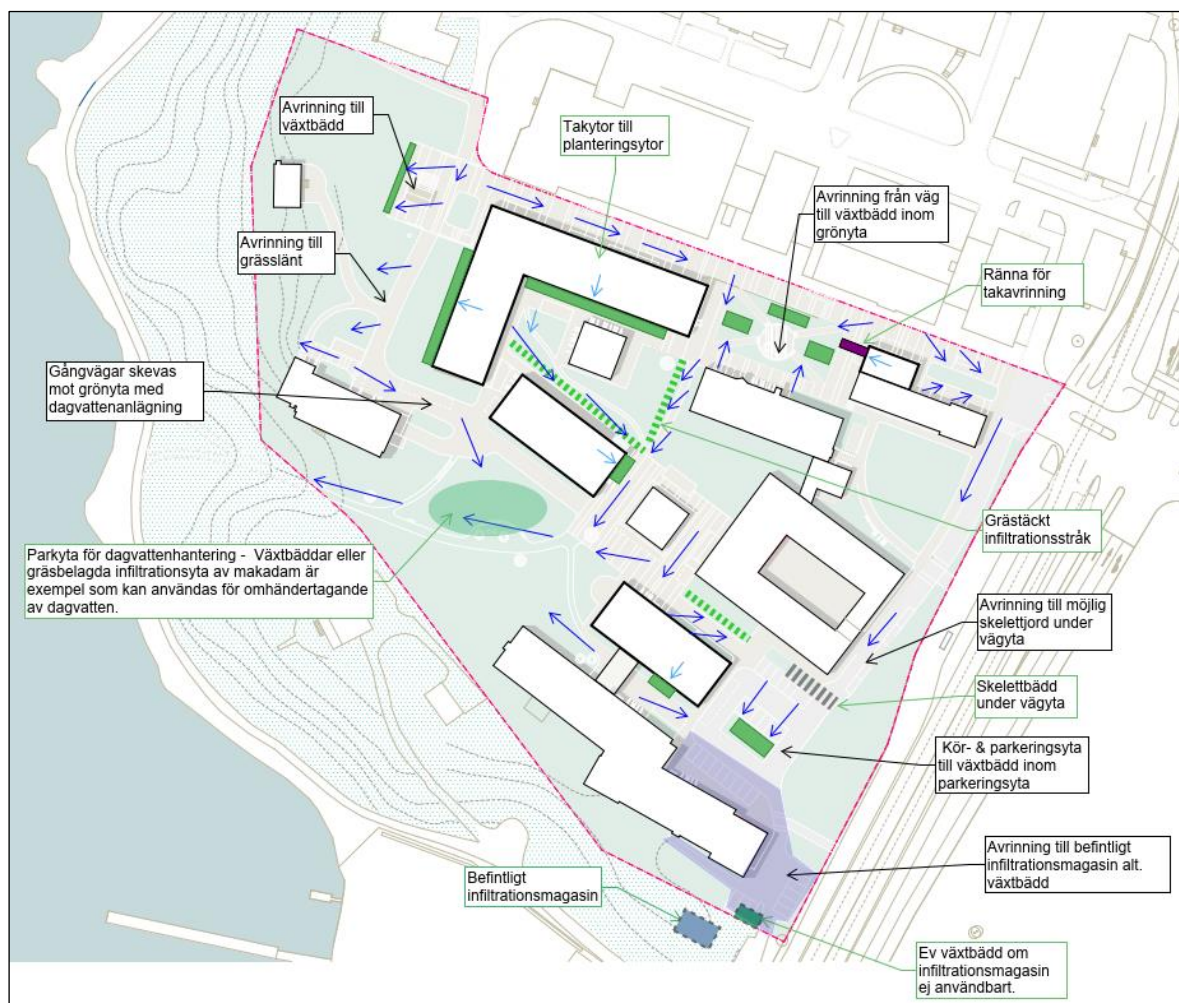 Avrinning till
växtbädd
Takytor till
planteringsytor
Avrinning från väg
till växtbädd inom
grönyta
Avrinning till
grässlänt
Ränna för
takavrinning
Gångvägar skevas
mot grönyta med
dagvattenanlägning
Grästäckt
infiltrationsstråk
Parkyta för dagvattenhantering - Växtbäddar eller
gräsbelagda infiltrationsyta av makadam är
exempel som kan användas för omhändertagande
av dagvatten.
Avrinning till möjlig
skelettjord under
vägyta
Skelettbädd
under vägyta
Kör- & parkeringsyta
till växtbädd inom
parkeringsyta
Avrinning till befintligt
infiltrationsmagasin alt.
växtbädd
Befintligt
infiltrationsmagasin
Ev växtbädd om
infiltrationsmagasin
ej användbart.